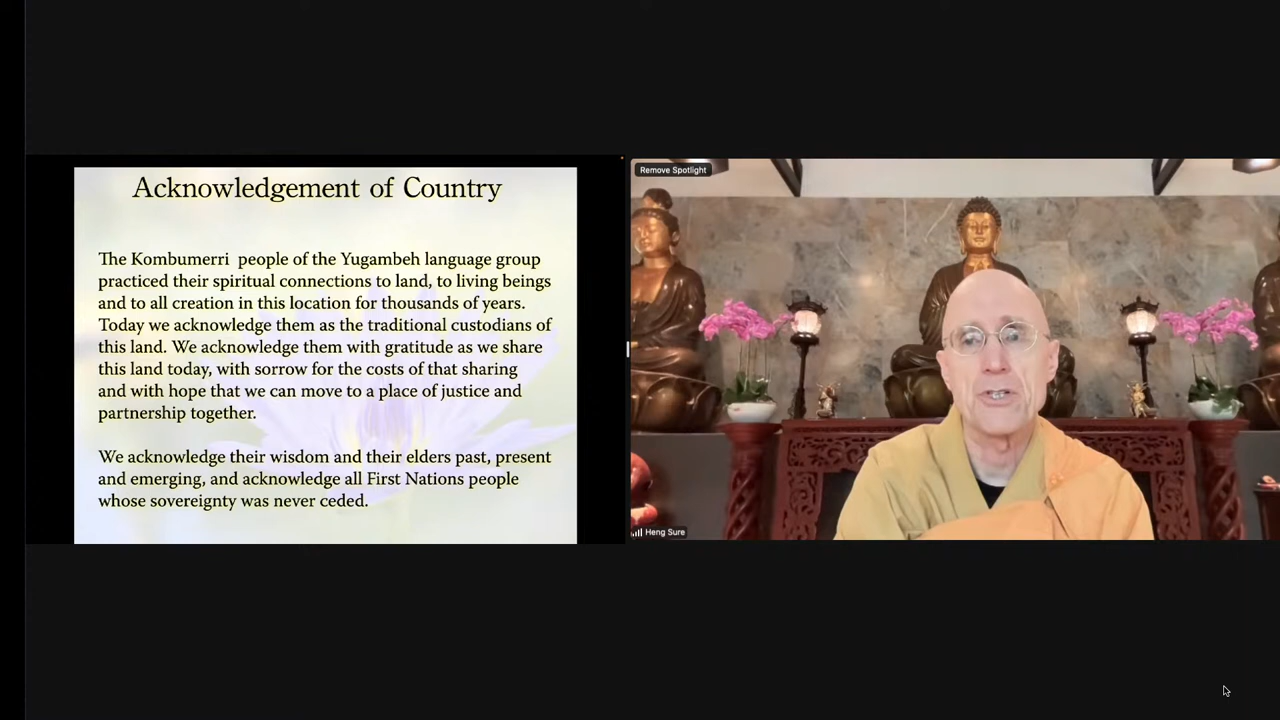 Acknowledgement of Country
The Kombumerri people of the Yugambeh language group
practiced their spiritual connections to land, to living beings
and to all creation in this location for thousands of years.
Today we acknowledge them as the traditional custodians of
this land. We acknowledge them with gratitude as we share
this land today, with sorrow for the costs of that sharing
and with hope that we can move to a place of justice and
partnership together.
We acknowledge their wisdom and their elders past, present
and emerging, and acknowledge all First Nations people
whose sovereignty was never ceded.
Remove Spotlight
Heng Sure